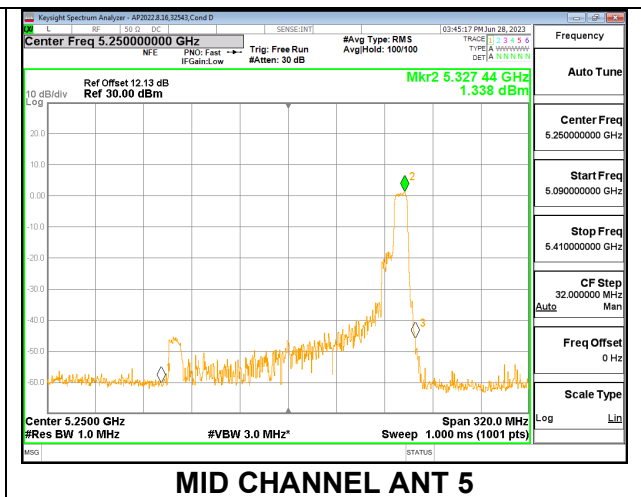 Keysight Spectrum Analyzer - AP2022.8.16,32543,Cond D
L RF 50 Ω DC SENSE:INT 03:45:17 PM Jun 28, 2023
Center Freq 5.250000000 GHz
NFE PNO: Fast IFGain:Low
Trig: Free Run #Atten: 30 dB
#Avg Type: RMS Avg|Hold: 100/100
TRACE 1 2 3 4 5 6
TYPE A WWWWW
DET A N N N N N
Ref Offset 12.13 dB
10 dB/div Ref 30.00 dBm
Log
Mkr2 5.327 44 GHz
1.338 dBm
20.0
10.0
0.00
-10.0
-20.0
-30.0
-40.0
-50.0
-60.0
2
3
Center 5.2500 GHz Span 320.0 MHz
#Res BW 1.0 MHz #VBW 3.0 MHz* Sweep 1.000 ms (1001 pts)
MSG STATUS
Frequency
Auto Tune
Center Freq
5.250000000 GHz
Start Freq
5.090000000 GHz
Stop Freq
5.410000000 GHz
CF Step
32.000000 MHz
Auto Man
Freq Offset
0 Hz
Scale Type
Log Lin
MID CHANNEL ANT 5